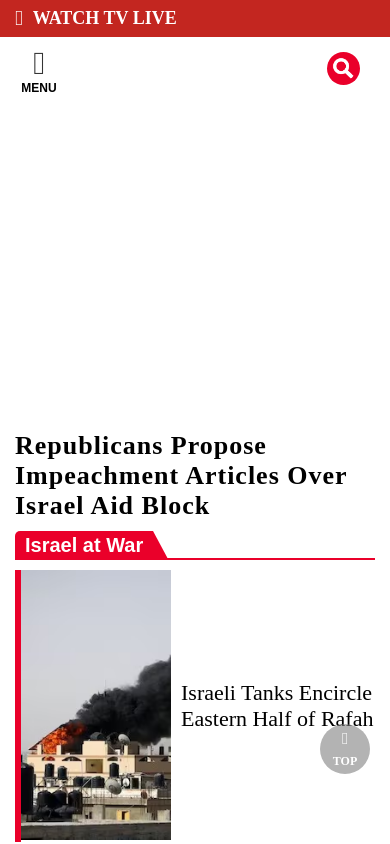 WATCH TV LIVE
MENU
Republicans Propose
Impeachment Articles Over
Israel Aid Block
Israel at War
Israeli Tanks Encircle
Eastern Half of Rafah
TOP